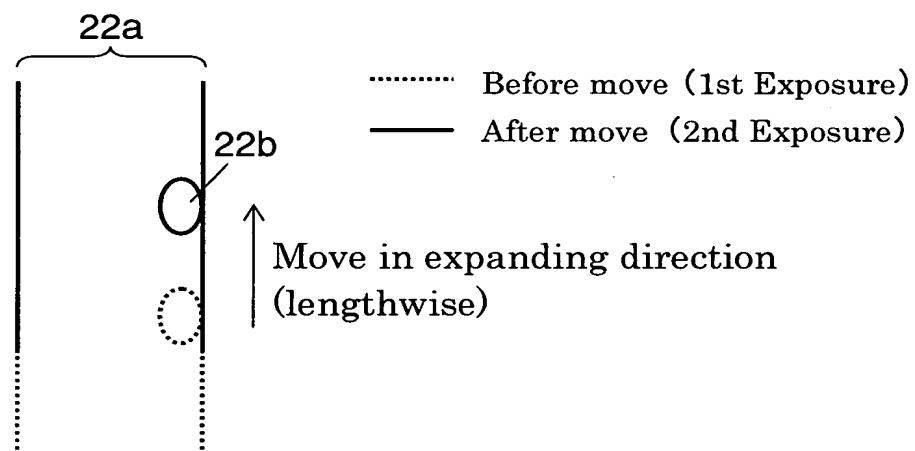 22a
Before move (1st Exposure)
After move (2nd Exposure)
22b
Move in expanding direction
(lengthwise)